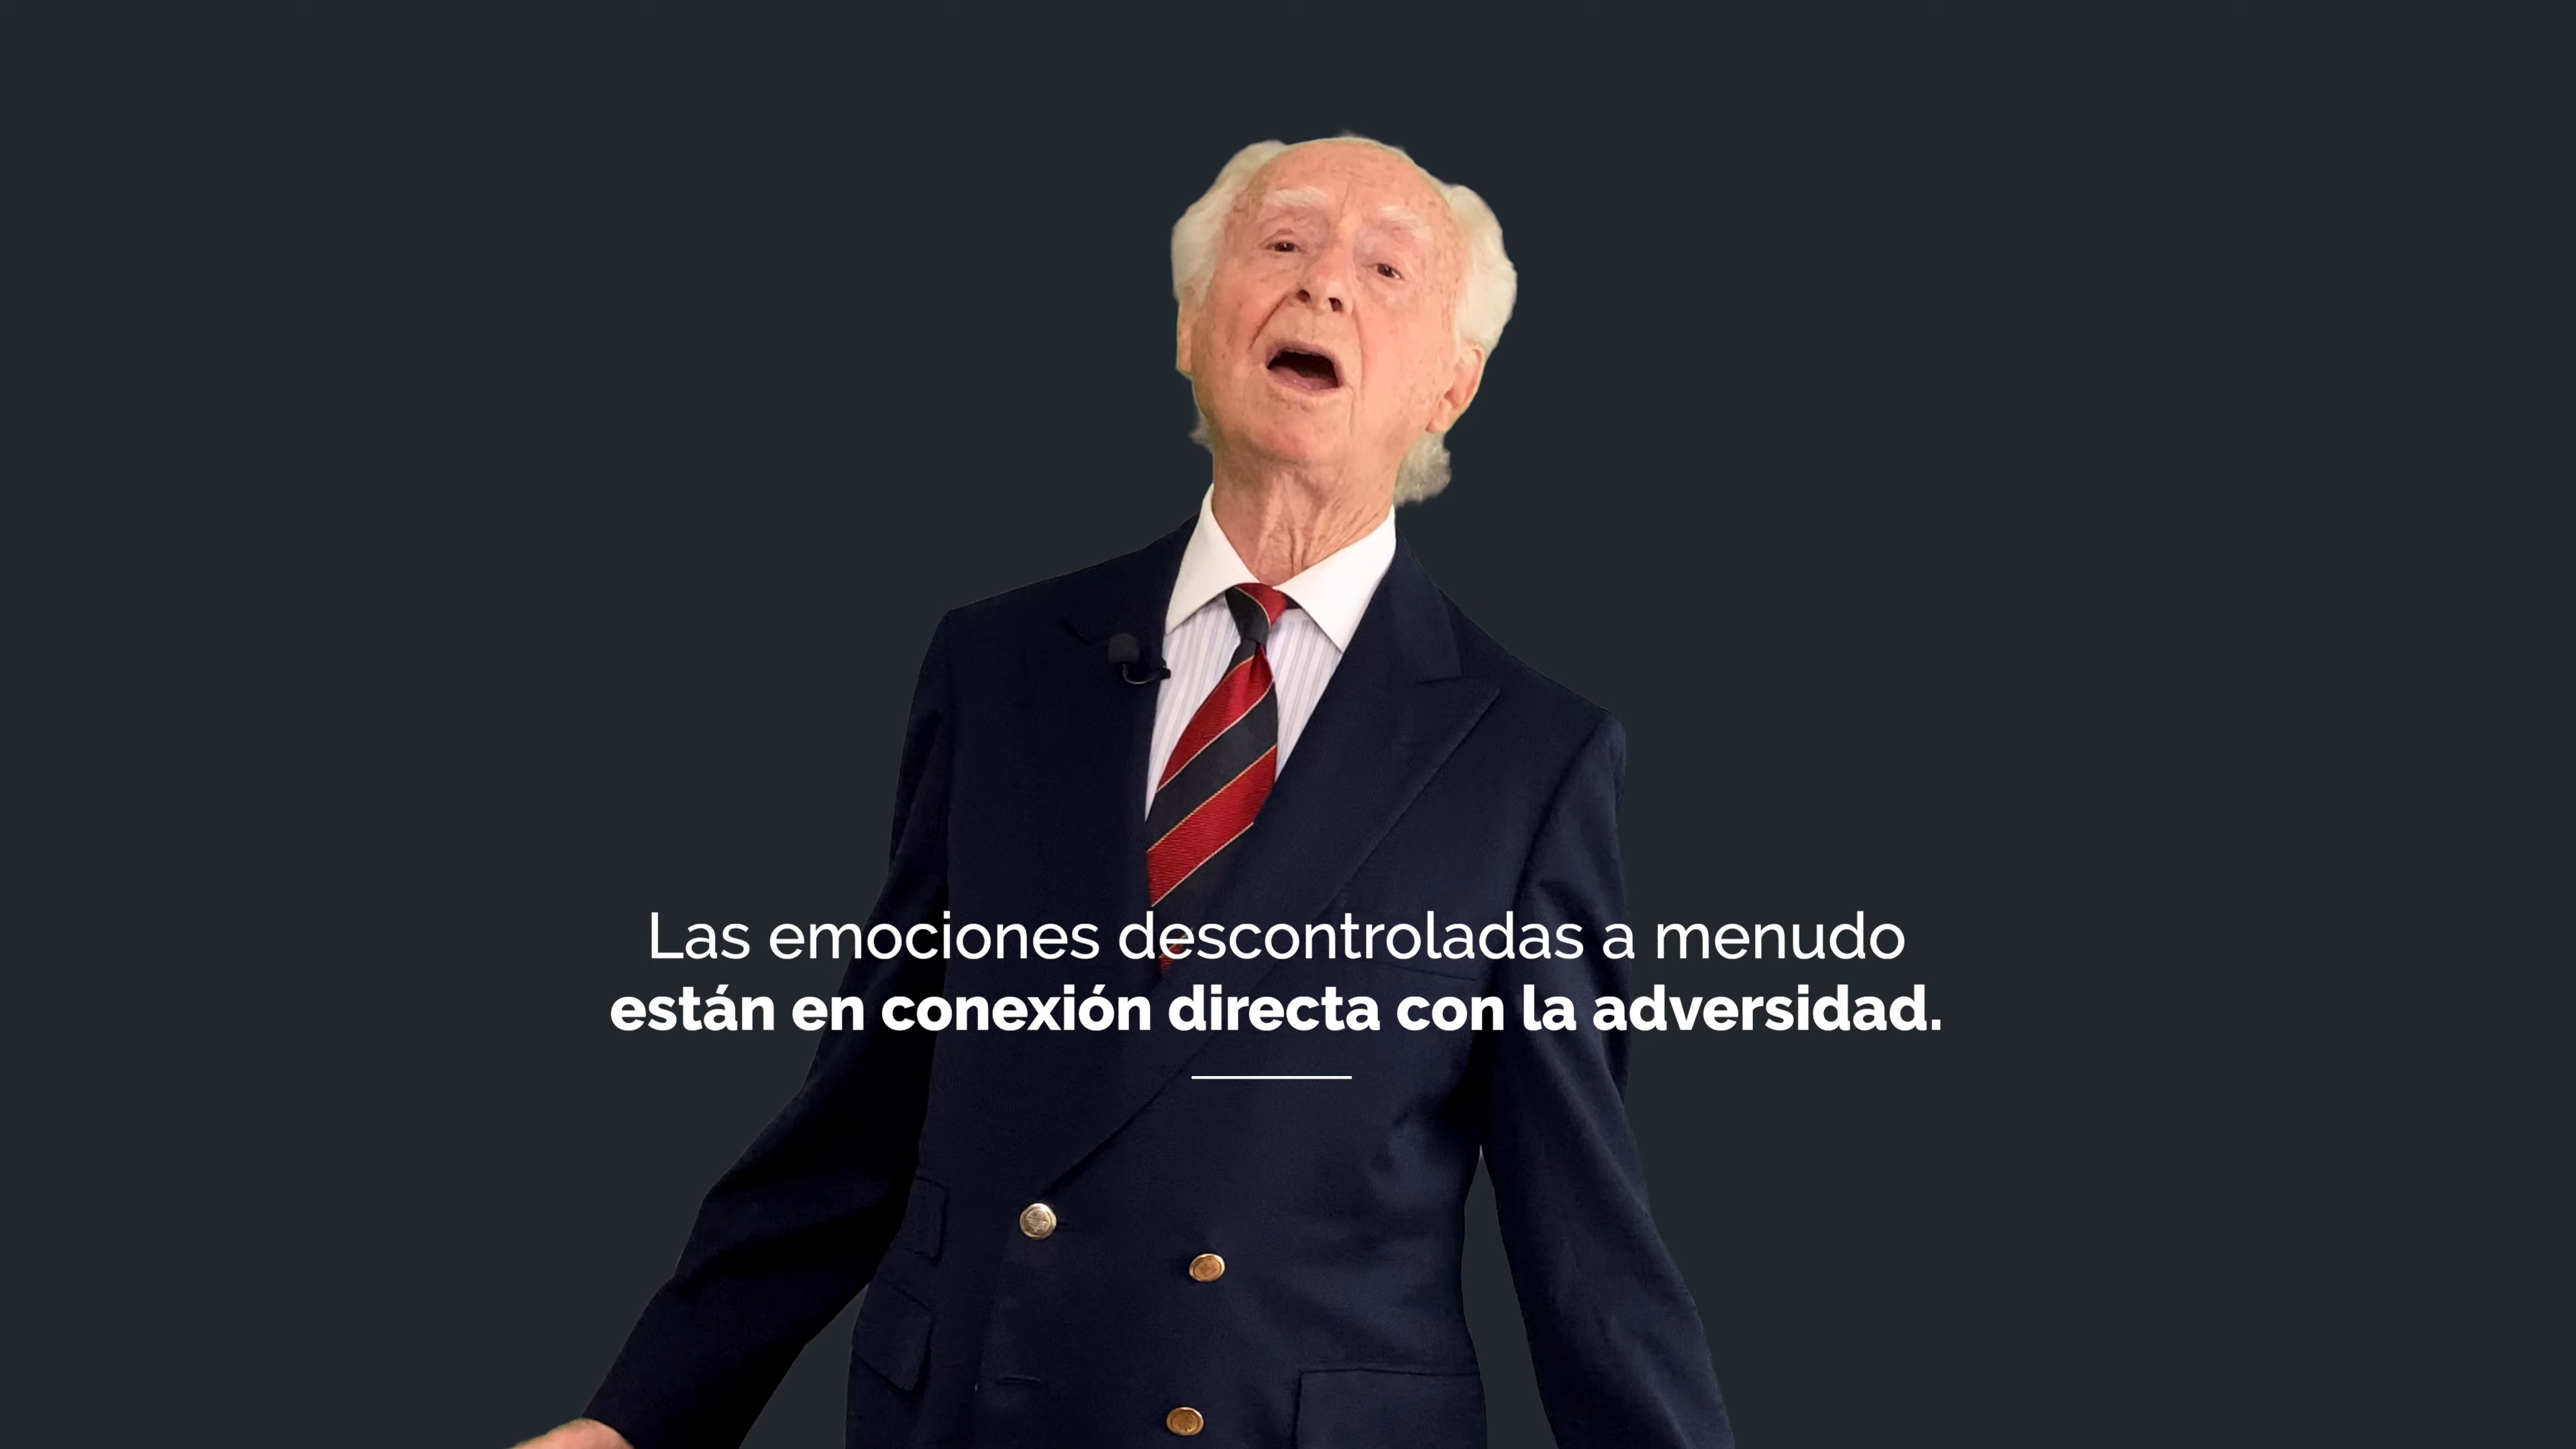 Las emociones descontroladas a menudo
están en conexión directa con la adversidad.